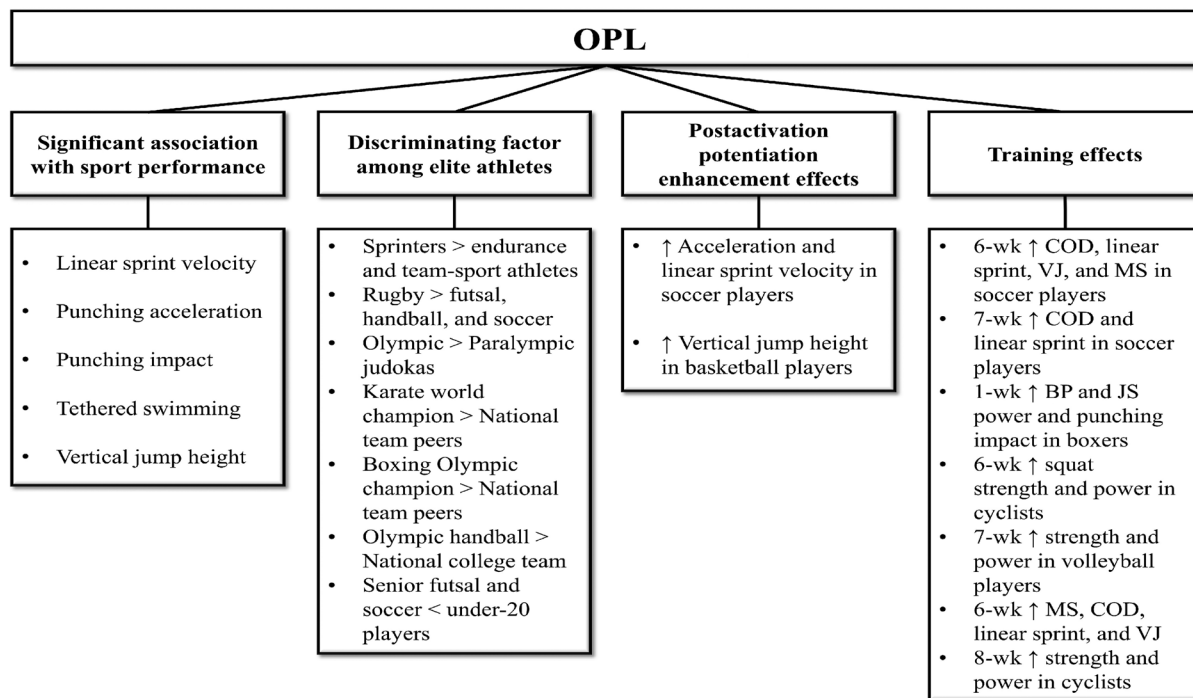 OPL
Significant association
with sport performance
• Linear sprint velocity
• Punching acceleration
• Punching impact
• Tethered swimming
• Vertical jump height
Discriminating factor
among elite athletes
• Sprinters > endurance
and team-sport athletes
• Rugby > futsal,
handball, and soccer
• Olympic > Paralympic
judokas
• Karate world
champion > National
team peers
• Boxing Olympic
champion > National
team peers
• Olympic handball >
National college team
• Senior futsal and
soccer < under-20
players
Postactivation
potentiation
enhancement effects
• ↑ Acceleration and
linear sprint velocity in
soccer players
• ↑ Vertical jump height
in basketball players
Training effects
• 6-wk ↑ COD, linear
sprint, VJ, and MS in
soccer players
• 7-wk ↑ COD and
linear sprint in soccer
players
• 1-wk ↑ BP and JS
power and punching
impact in boxers
• 6-wk ↑ squat
strength and power in
cyclists
• 7-wk ↑ strength and
power in volleyball
players
• 6-wk ↑ MS, COD,
linear sprint, and VJ
• 8-wk ↑ strength and
power in cyclists